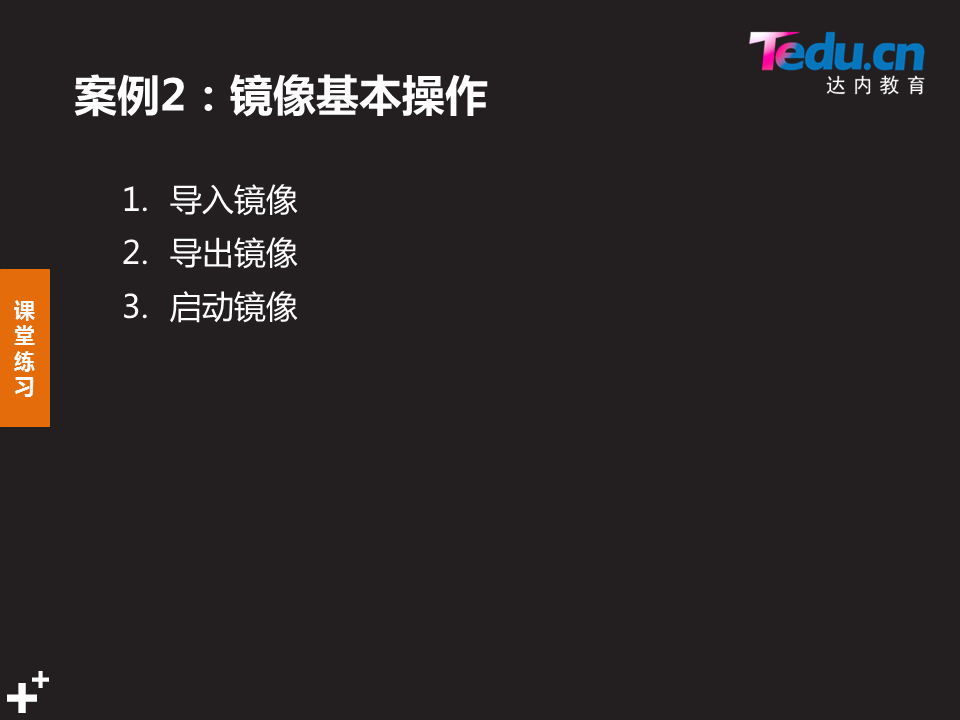 Tedu.cn
达内教育
案例2：镜像基本操作
1. 导入镜像
2. 导出镜像
3. 启动镜像
课堂练习